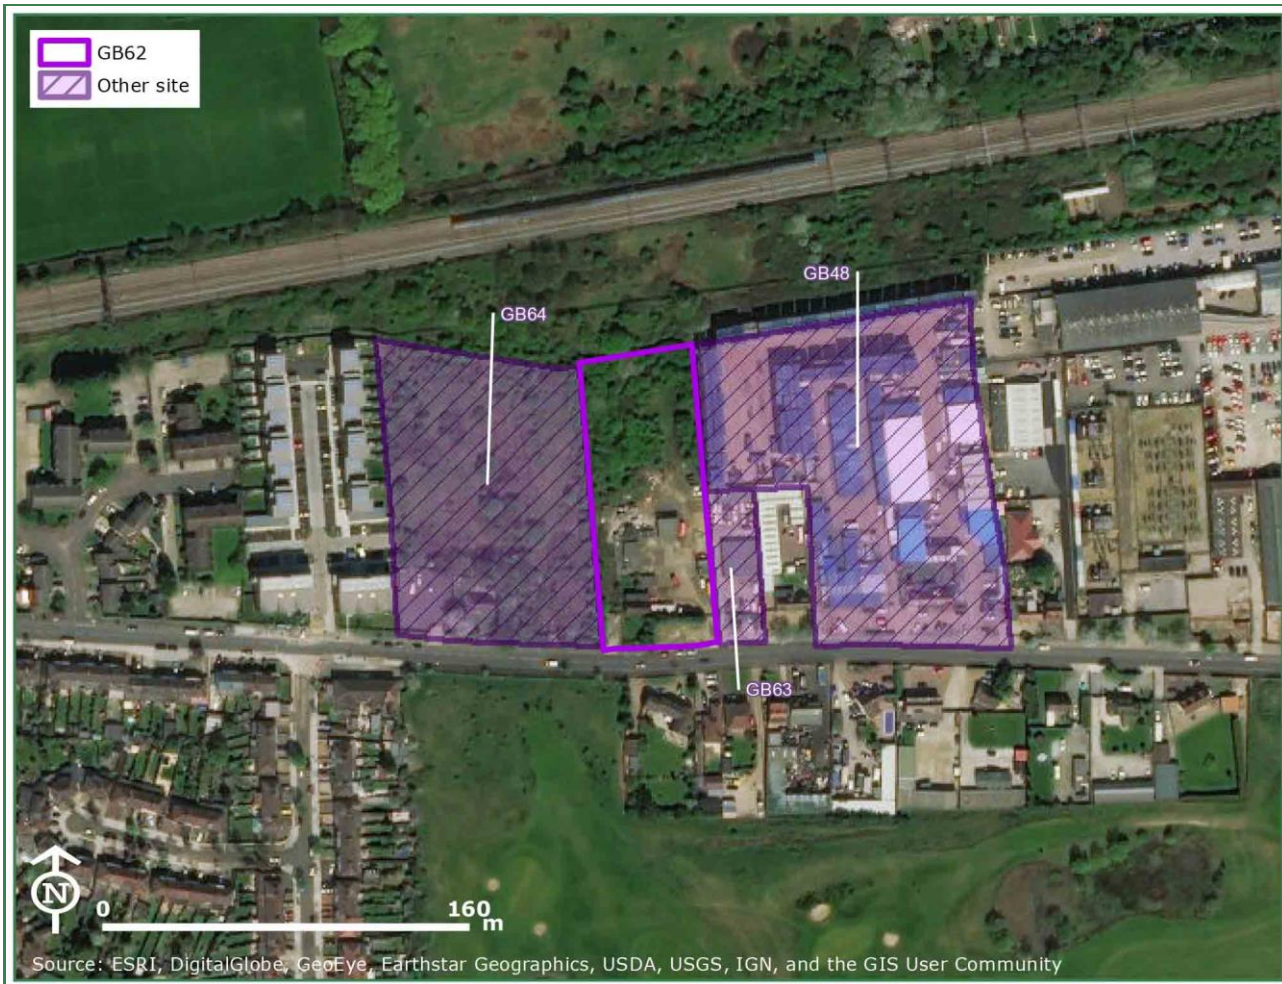 GB62
Other site
GB48
GB64
GB63
N
0 160 m
Source: ESRI, DigitalGlobe, GeoEye, Earthstar Geographics, USDA, USGS, IGN, and the GIS User Community